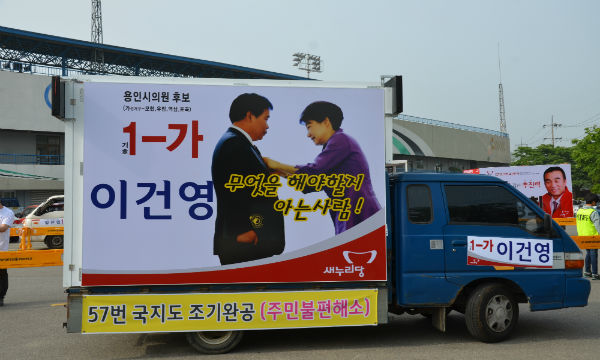 용인시의원 후보
기호 1-가
이건영
무엇을 해야할지
아는사람!
새누리당
57번 국지도 조기완공 (주민불편해소)
1-가 이건영